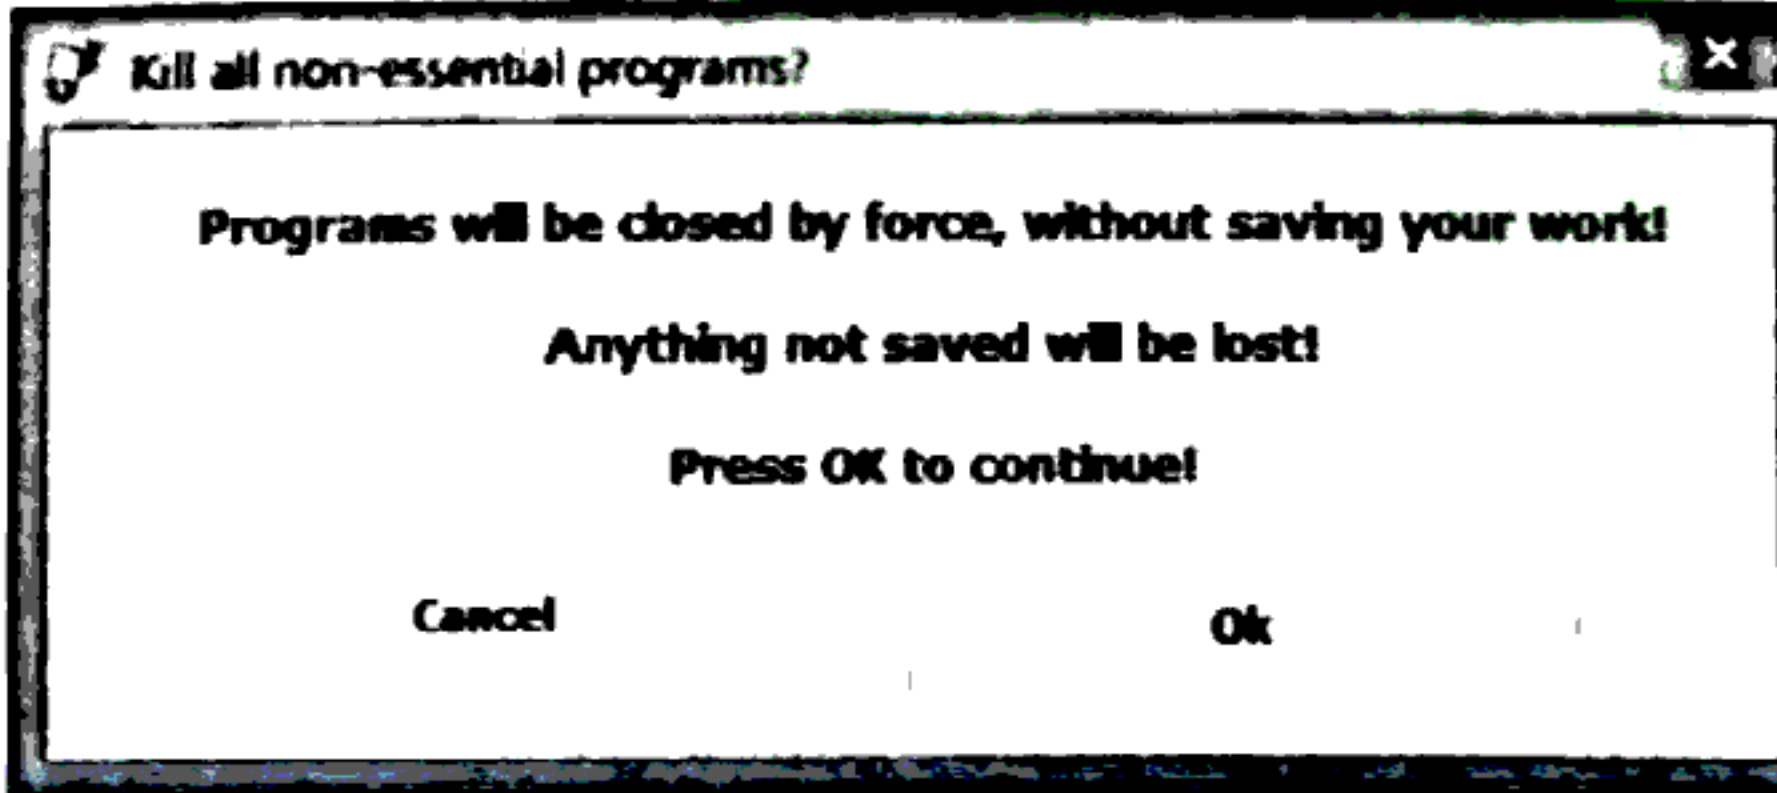 Kill all non-essential programs?
Programs will be closed by force, without saving your work!
Anything not saved will be lost!
Press OK to continue!
Cancel
Ok